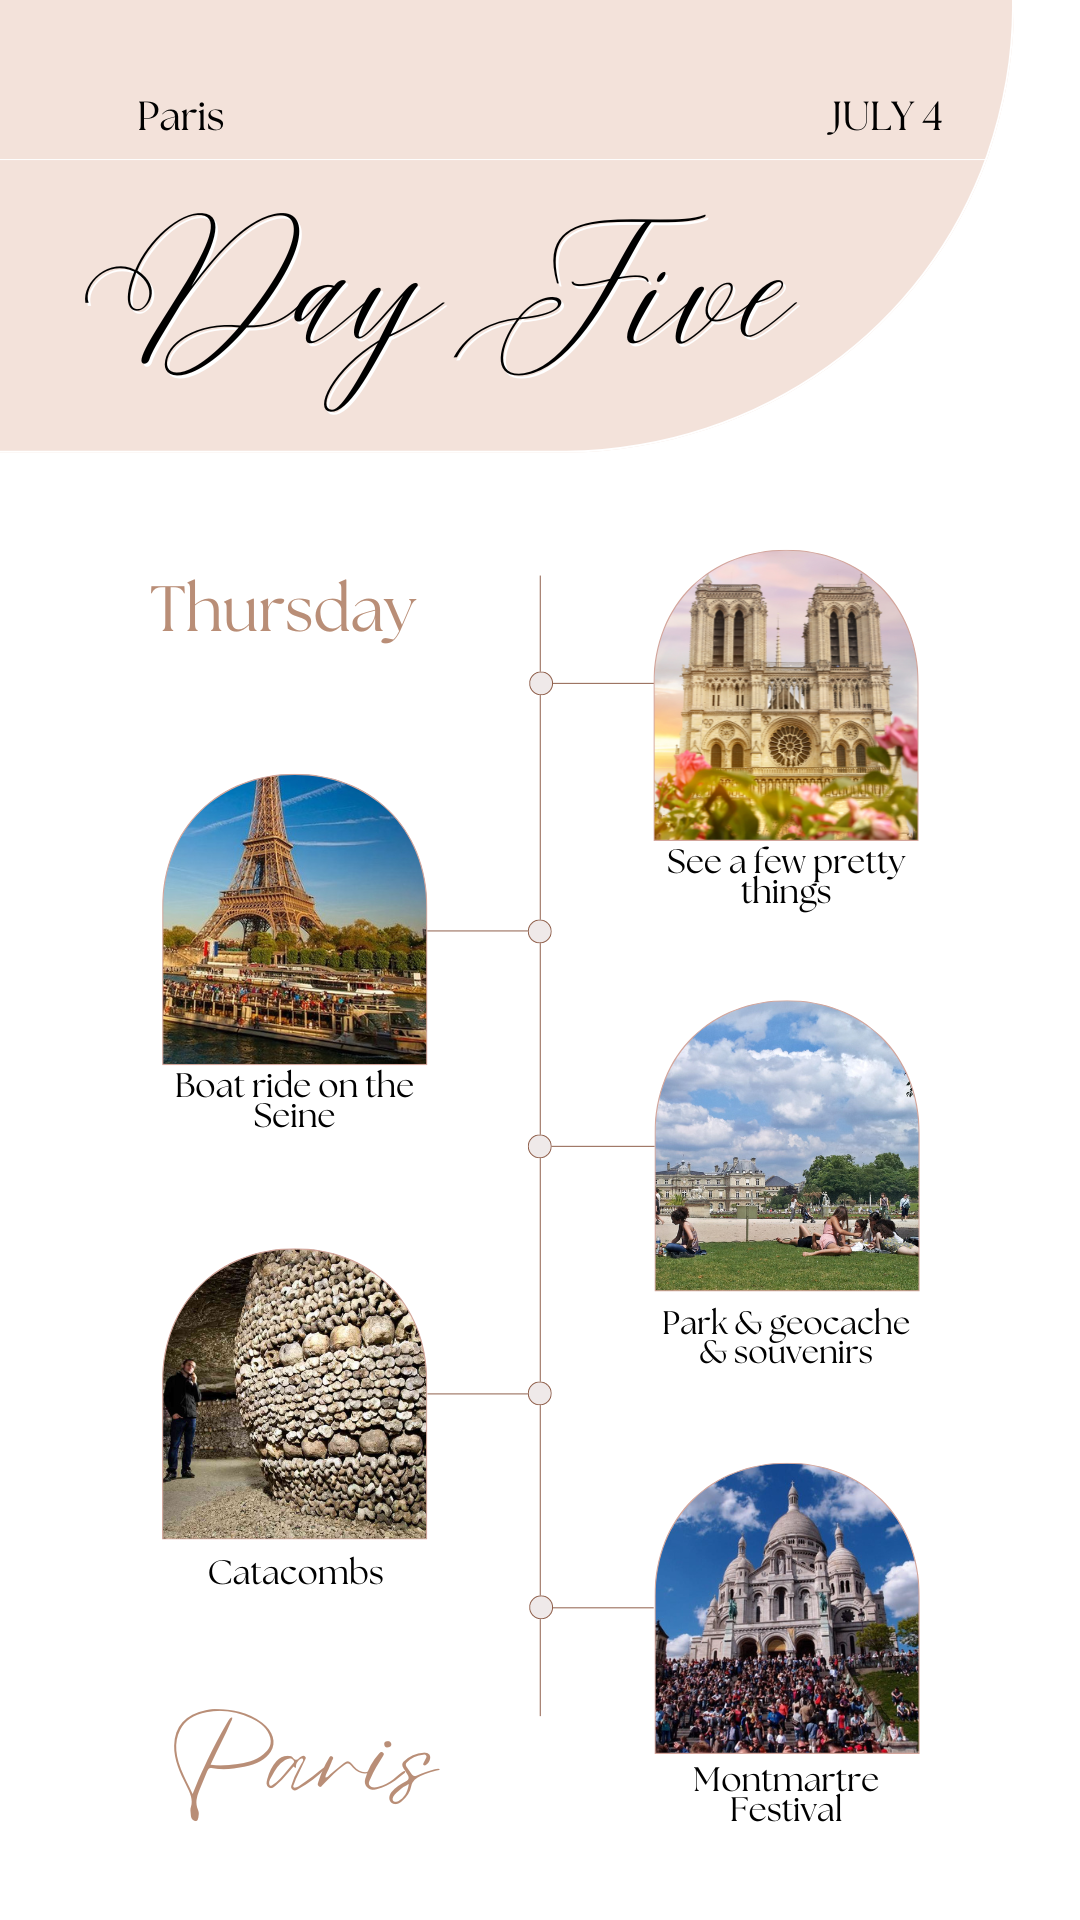 Paris
JULY 4
Day Five
Thursday
See a few pretty
things
Boat ride on the
Seine
Park & geocache
& souvenirs
Catacombs
Montmartre
Festival
Paris